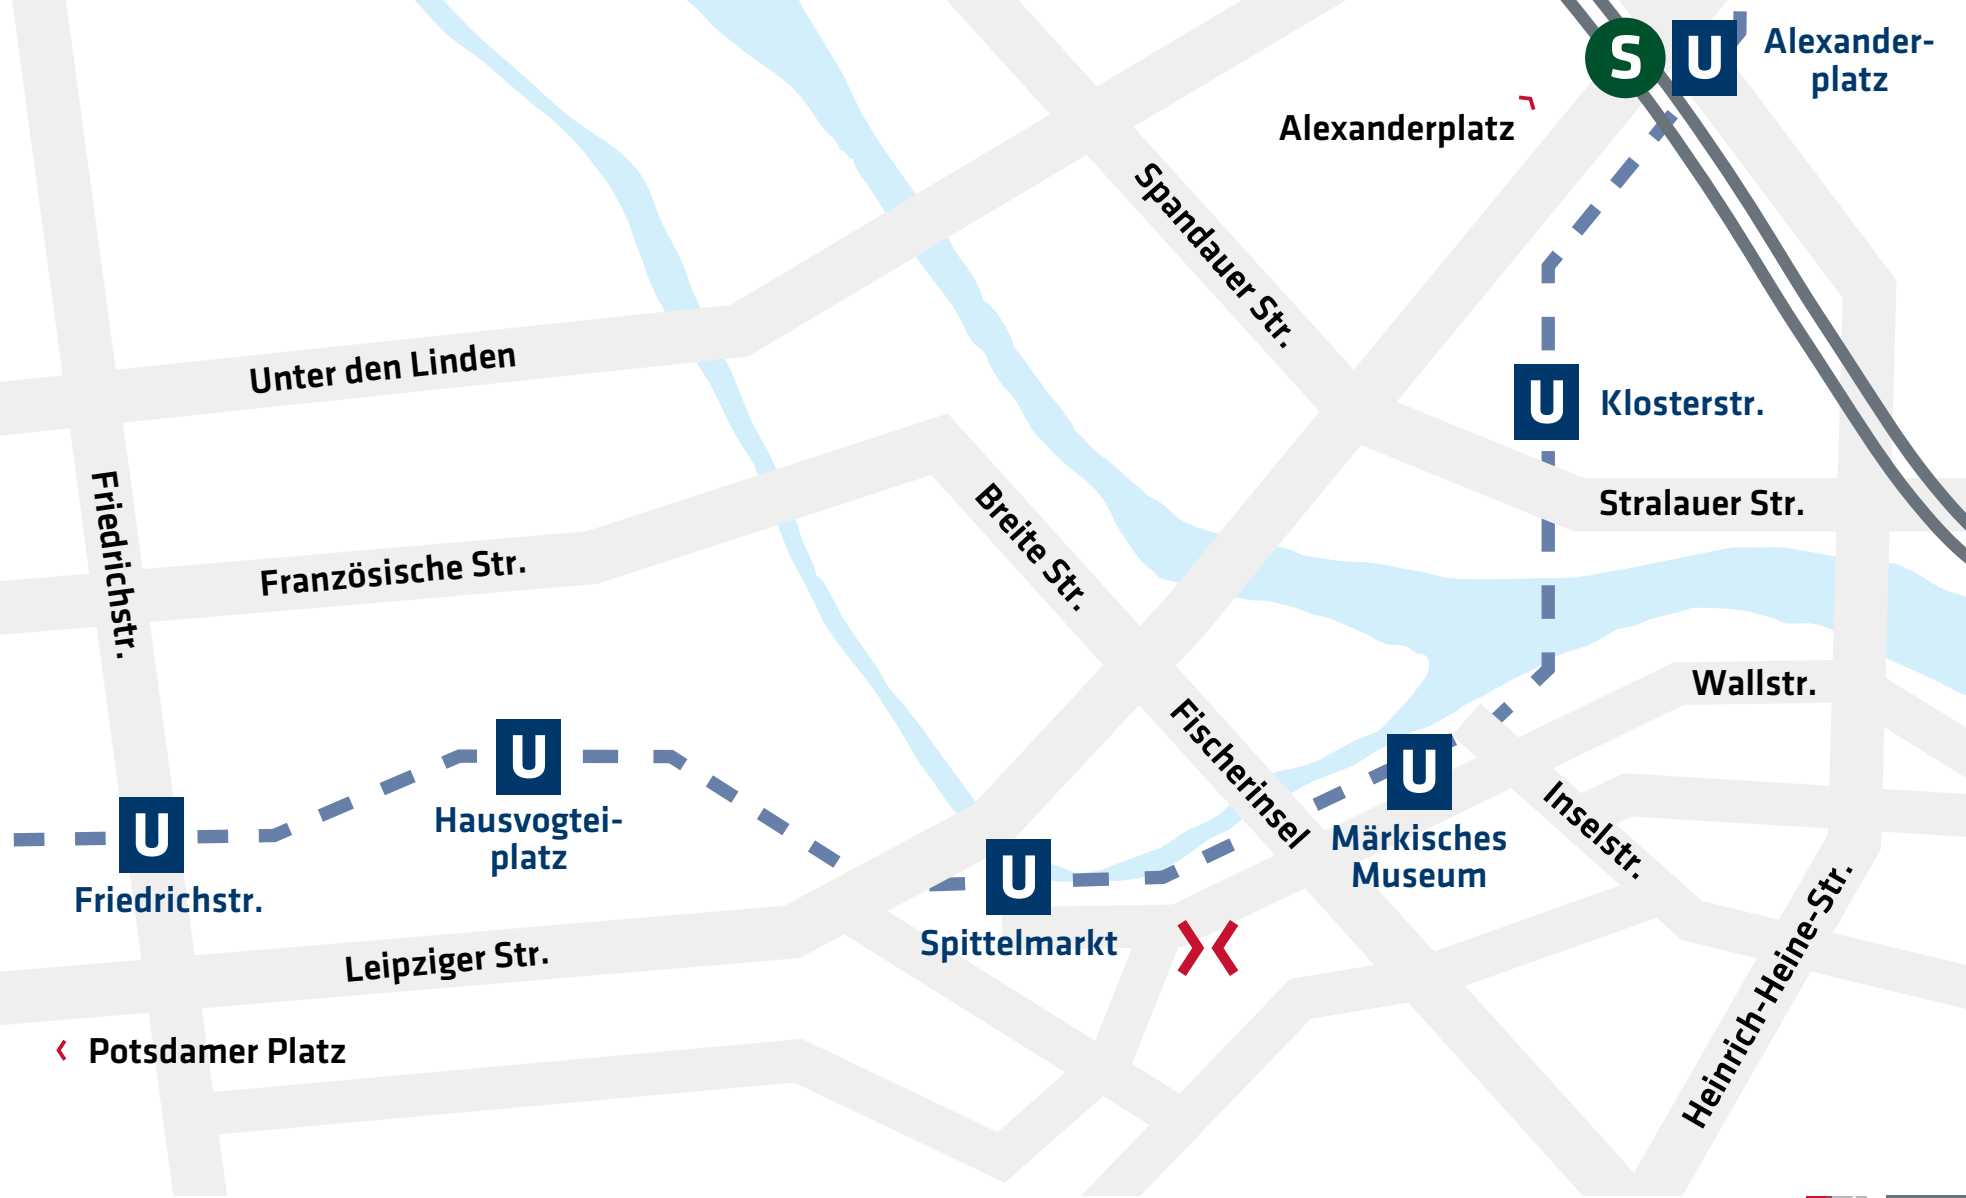 S
U
Alexander-
platz
Alexanderplatz
Spandauer Str.
Unter den Linden
U
Klosterstr.
Friedrichstr.
Stralauer Str.
Breite Str.
Französische Str.
Wallstr.
Fischerinsel
U
Hausvogtei-
platz
U
Märkisches
Museum
Inselstr.
U
Friedrichstr.
U
Spittelmarkt
Leipziger Str.
Heinrich-Heine-Str.
Potsdamer Platz